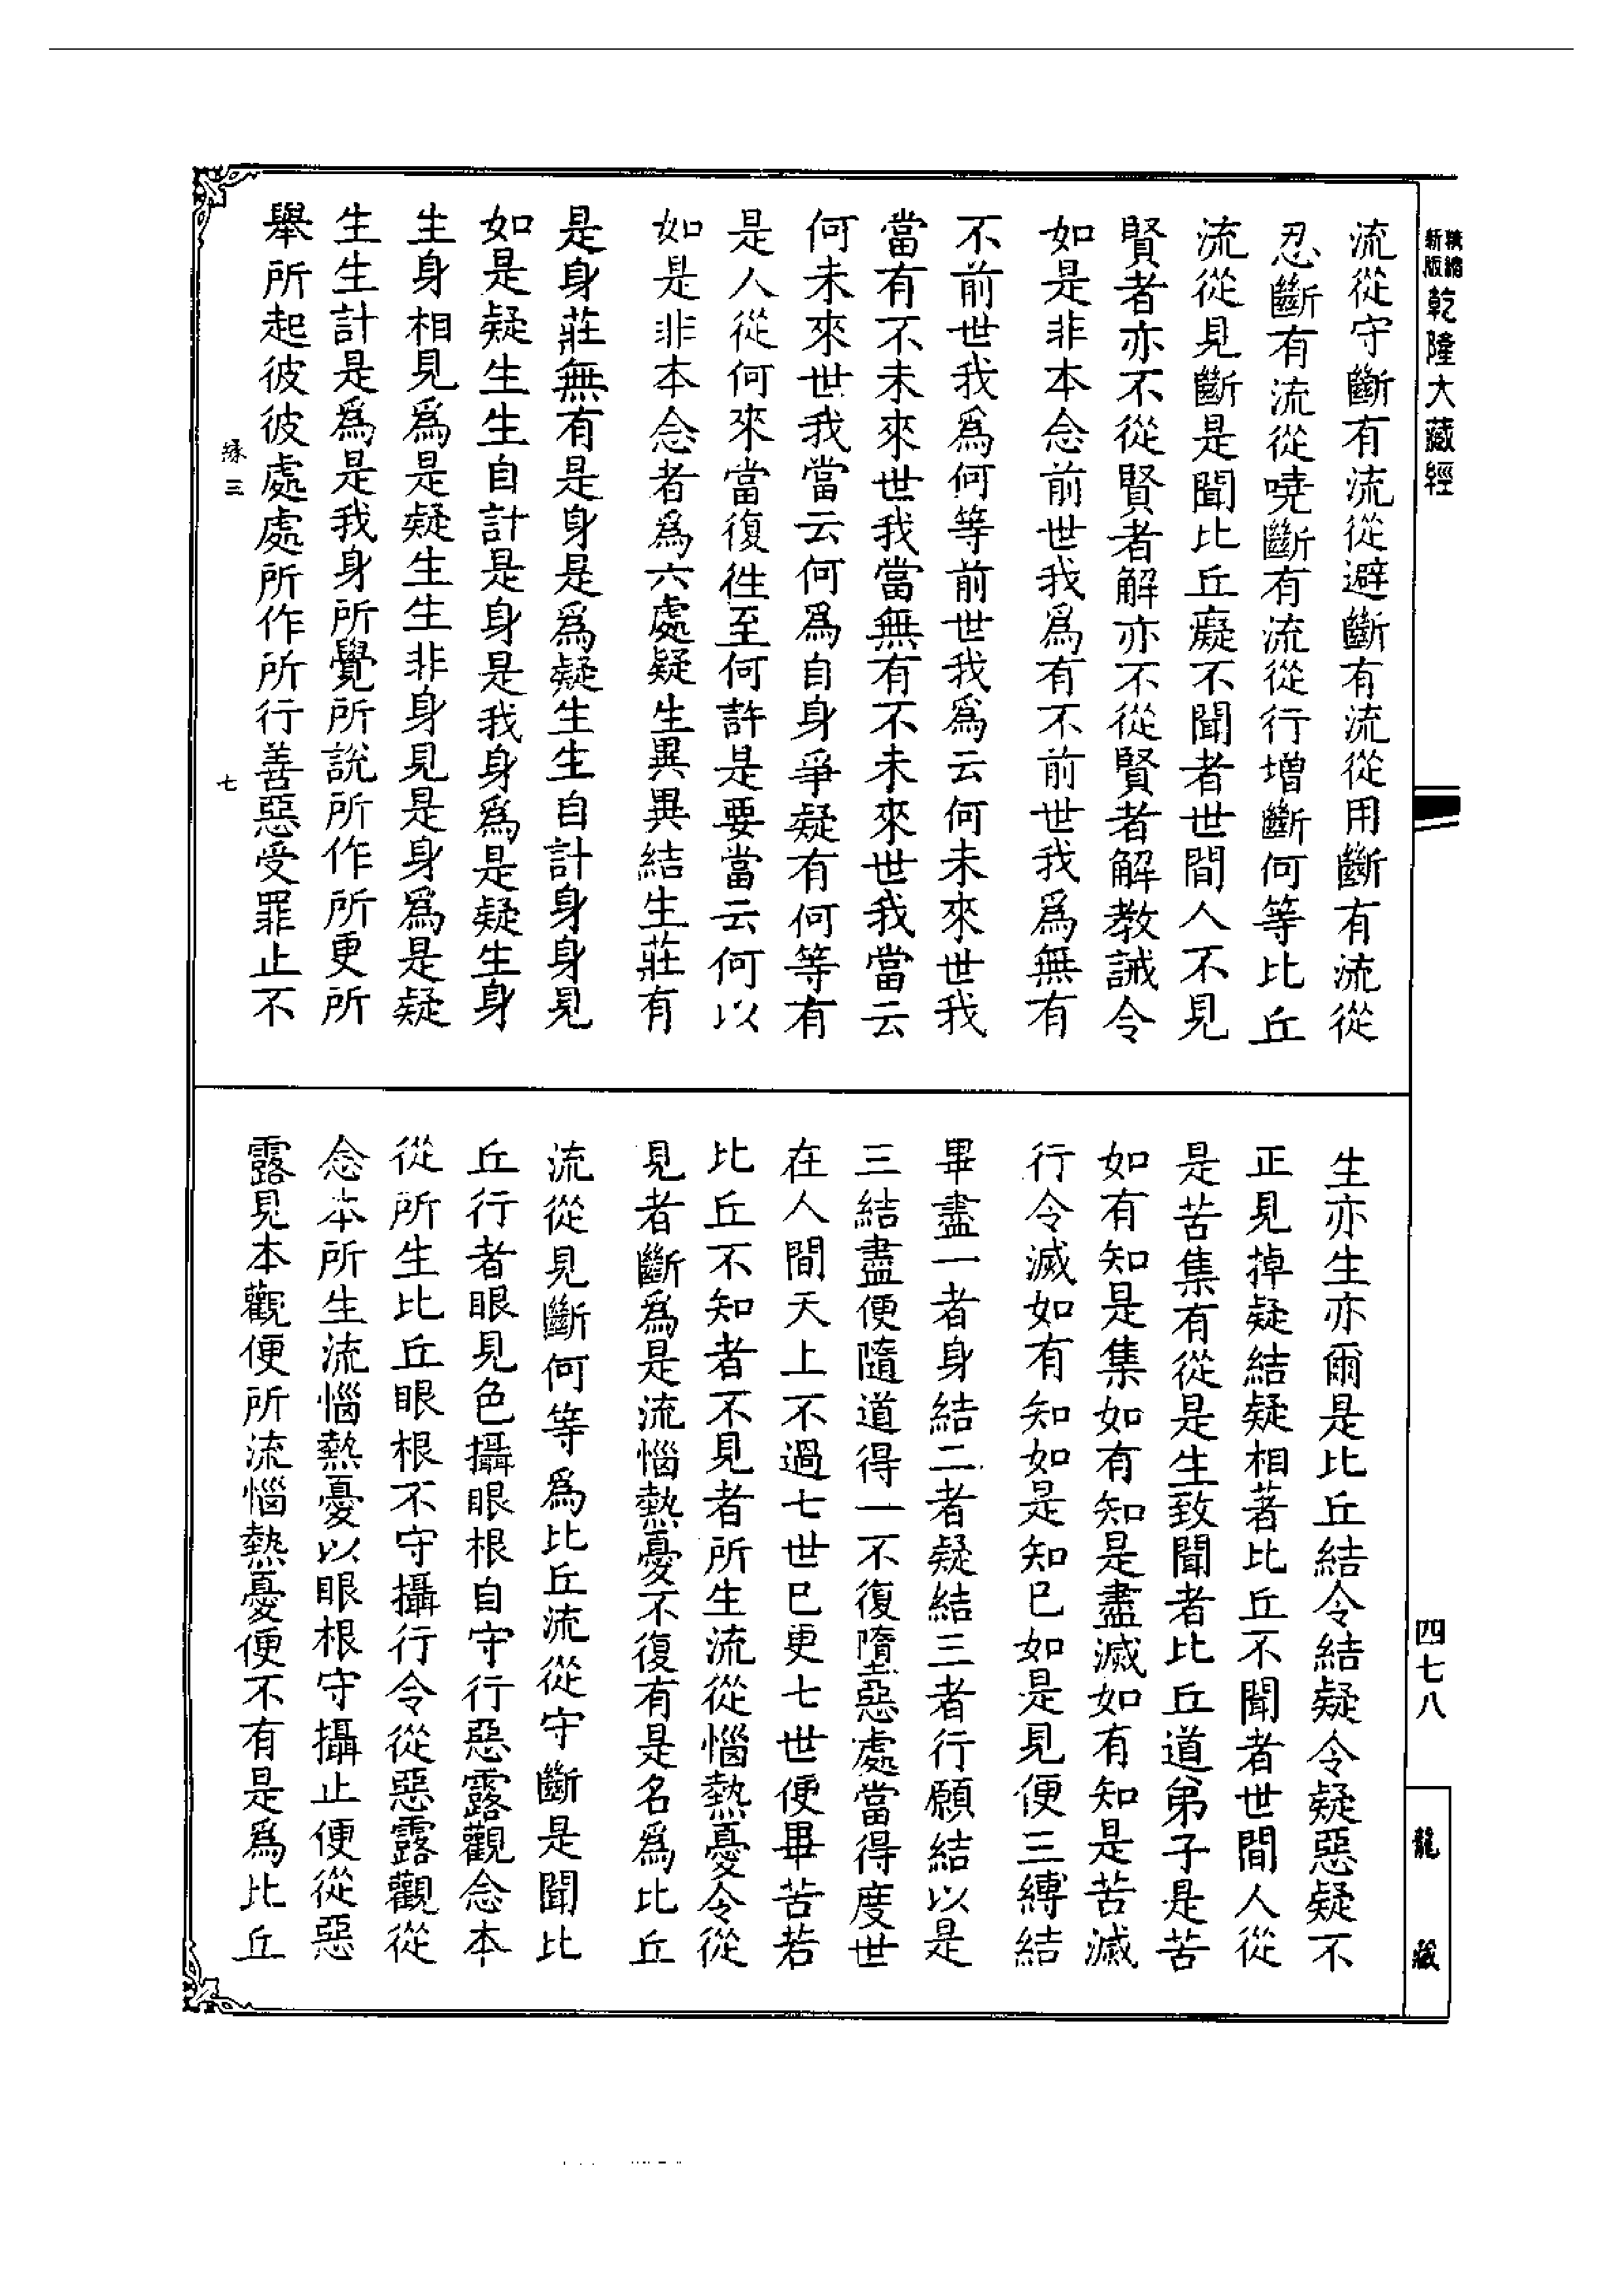 精縮
新版
乾隆大藏經
流從守斷有流從避斷有流從用斷有流從
忍斷有流從嘵斷有流從行增斷何等比丘
流從見斷是聞比丘癡不聞者世間人不見
賢者亦不從賢者解亦不從賢者解教誡令
如是非本念前世我爲有不前世我爲無有
不前世我爲何等前世我爲云何未來世我
當有不未來世我當無有不未來世我當云
何未來世我當云何爲自身爭疑有何等有
是人從何來當復徃至何許是要當云何以
如是非本念者爲六處疑生異異結生莊有
是身莊無有是身是爲疑生生自計身身見
如是疑生生自計是身是我身爲是疑生身
生身相見爲是疑生生非身見是身爲是疑
生生計是爲是我身所覺所說所作所更所
舉所起彼彼處處所作所行善惡受罪止不
緣三
七
生亦生亦爾是比丘結令結疑令疑惡疑不
正見掉疑結疑相著比丘不聞者世間人從
是苦集有從是生致聞者比丘道弟子是苦
如有知是集如有知是盡滅如有知是苦滅
行令滅如有知如是知已如是見便三縛結
畢盡一者身結二者疑結三者行願結以是
三結盡便隨道得一不復墮惡處當得度世
在人間天上不過七世已更七世便畢苦若
比丘不知者不見者所生流從惱熱憂令從
見者斷爲是流惱熱憂不復有是名爲比丘
流從見斷何等爲比丘流從守斷是聞比
丘行者眼見色攝眼根自守行惡露觀念本
從所生比丘眼根不守攝行令從惡露觀從
念本所生流惱熱憂以眼根守攝止便從惡
露見本觀便所流惱熱憂便不有是爲比丘
四七八
龍藏